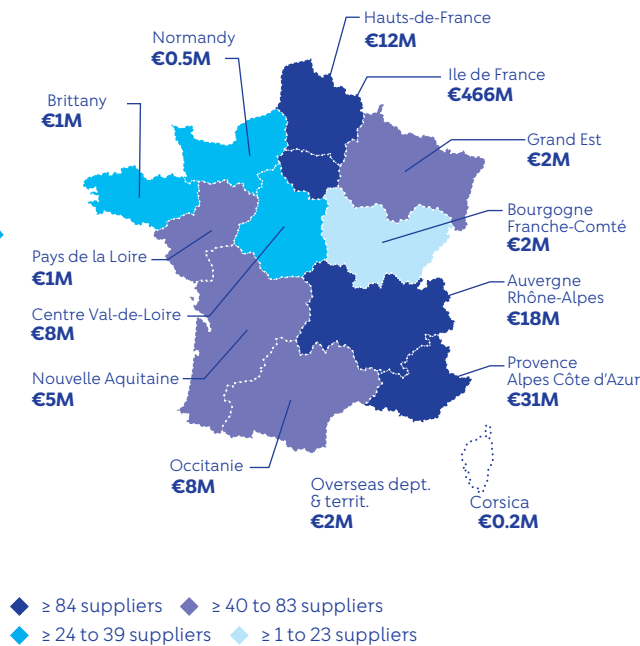 Hauts-de-France
€12M
Normandy
€0.5M
Ile de France
€466M
Brittany
€1M
Grand Est
€2M
Bourgogne
Franche-Comté
€2M
Pays de la Loire
€1M
Auvergne
Rhône-Alpes
€18M
Centre Val-de-Loire
€8M
Provence
Alpes Côte d'Azur
€31M
Nouvelle Aquitaine
€5M
Occitanie
€8M
Overseas dept.
& territ.
€2M
Corsica
€0.2M
≥ 84 suppliers
≥ 40 to 83 suppliers
≥ 24 to 39 suppliers
≥ 1 to 23 suppliers